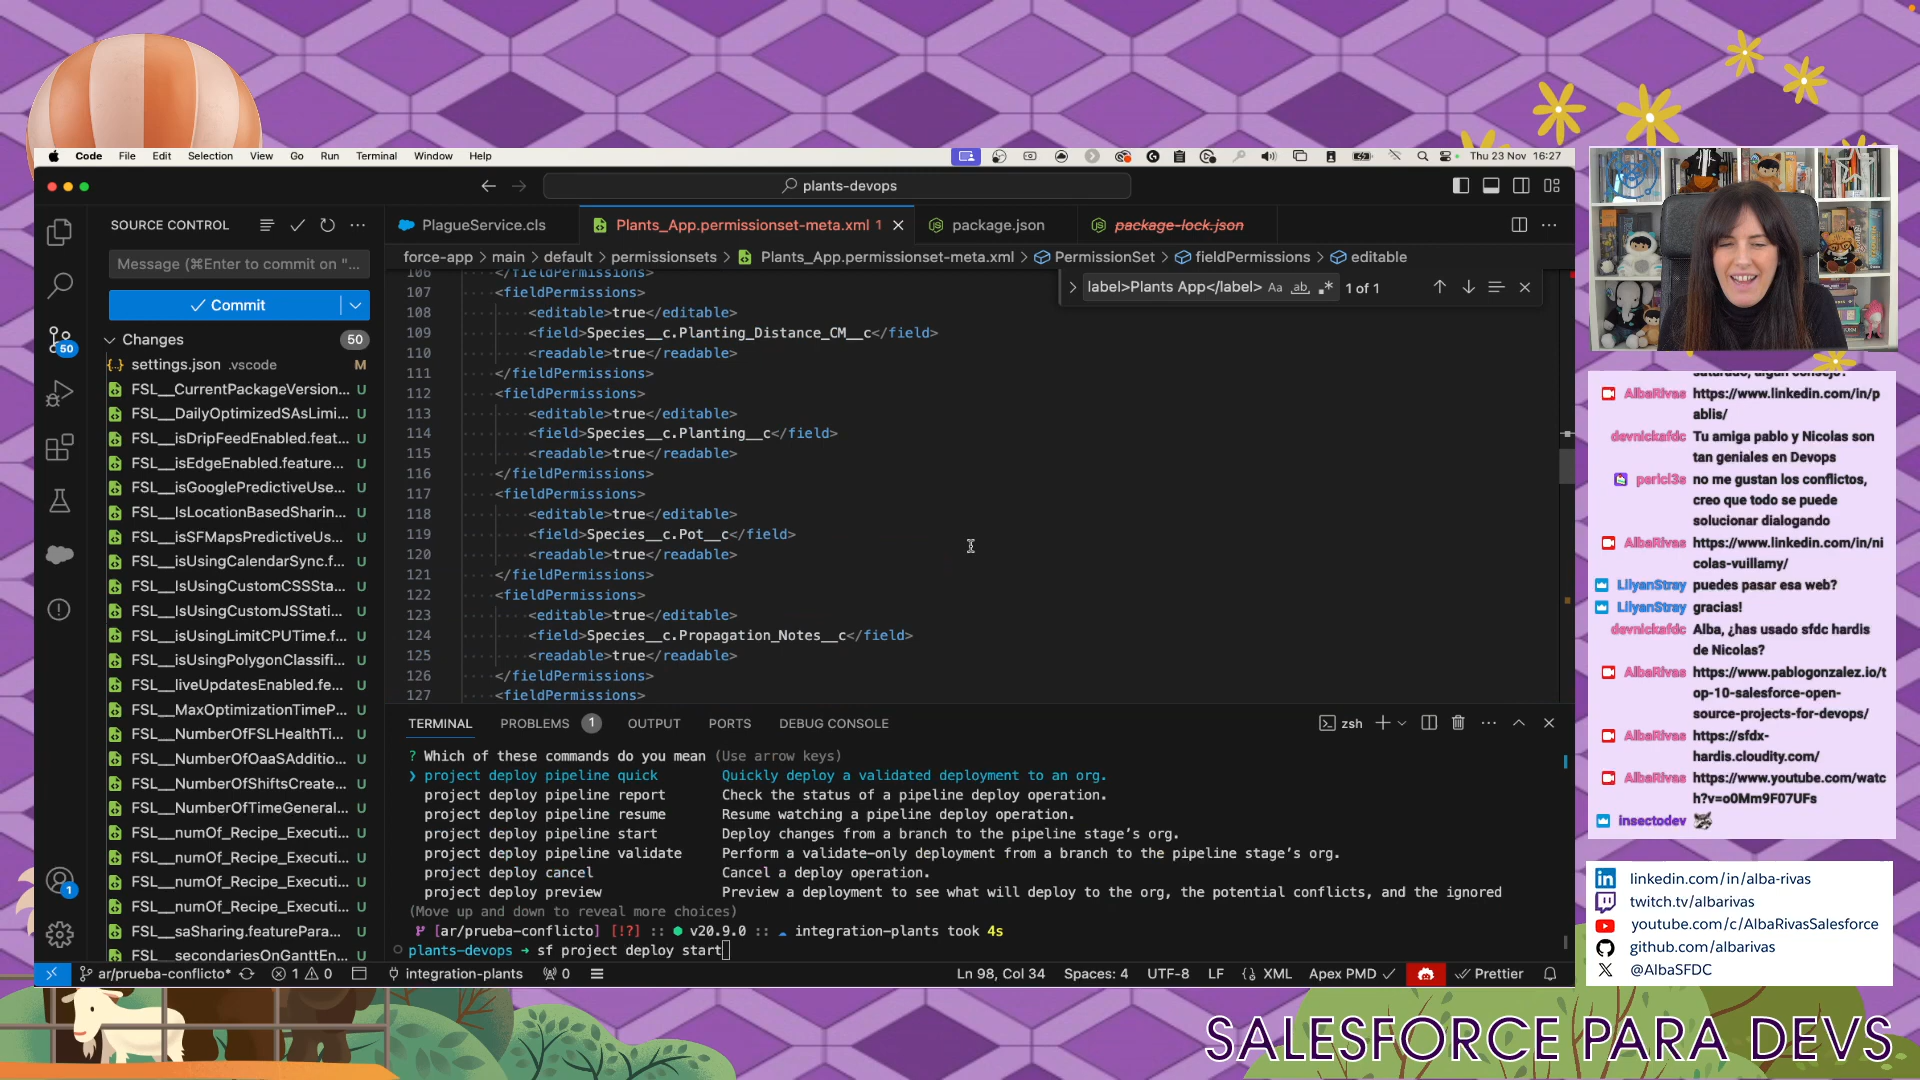 Code File Edit Selection View Go Run Terminal Window Help
Thu 23 Nov 16:27
plants-devops
SOURCE CONTROL
Message (⌘Enter to commit on "...
Commit
Changes 50
50
settings.json .vscode M
FSL__CurrentPackageVersion... U
FSL__DailyOptimizedSAsLimi... U
FSL__isDripFeedEnabled.feat... U
FSL__isEdgeEnabled.feature... U
FSL__isGooglePredictiveUse... U
FSL__IsLocationBasedSharin... U
FSL__isSFMapsPredictiveUs... U
FSL__isUsingCalendarSync.f... U
FSL__IsUsingCustomCSSSta... U
FSL__IsUsingCustomJSStati... U
FSL__isUsingLimitCPUTime.f... U
FSL__isUsingPolygonClassifi... U
FSL__liveUpdatesEnabled.fe... U
FSL__MaxOptimizationTimeP... U
FSL__NumberOfFSLHealthTi... U
FSL__NumberOfOaaSAdditio... U
FSL__NumberOfShiftsCreate... U
FSL__NumberOfTimeGeneral... U
FSL__numOf_Recipe_Executi... U
FSL__numOf_Recipe_Executi... U
FSL__numOf_Recipe_Executi... U
FSL__numOf_Recipe_Executi... U
FSL__saSharing.featurePara... U
FSL__secondariesOnGanttEn... U
1
PlagueService.cls
Plants_App.permissionset-meta.xml 1
package.json
package-lock.json
force-app > main > default > permissionsets > Plants_App.permissionset-meta.xml > PermissionSet > fieldPermissions > editable
label>Plants App</label> Aa ab 1 of 1
106 </fieldPermissions>
107 <fieldPermissions>
108 <editable>true</editable>
109 <field>Species__c.Planting_Distance_CM__c</field>
110 <readable>true</readable>
111 </fieldPermissions>
112 <fieldPermissions>
113 <editable>true</editable>
114 <field>Species__c.Planting__c</field>
115 <readable>true</readable>
116 </fieldPermissions>
117 <fieldPermissions>
118 <editable>true</editable>
119 <field>Species__c.Pot__c</field>
120 <readable>true</readable>
121 </fieldPermissions>
122 <fieldPermissions>
123 <editable>true</editable>
124 <field>Species__c.Propagation_Notes__c</field>
125 <readable>true</readable>
126 </fieldPermissions>
127 <fieldPermissions>
TERMINAL PROBLEMS 1 OUTPUT PORTS DEBUG CONSOLE
zsh
? Which of these commands do you mean (Use arrow keys)
❯ project deploy pipeline quick Quickly deploy a validated deployment to an org.
project deploy pipeline report Check the status of a pipeline deploy operation.
project deploy pipeline resume Resume watching a pipeline deploy operation.
project deploy pipeline start Deploy changes from a branch to the pipeline stage's org.
project deploy pipeline validate Perform a validate-only deployment from a branch to the pipeline stage's org.
project deploy cancel Cancel a deploy operation.
project deploy preview Preview a deployment to see what will deploy to the org, the potential conflicts, and the ignored
(Move up and down to reveal more choices)
[ar/prueba-conflicto] [!?] :: v20.9.0 :: integration-plants took 4s
plants-devops → sf project deploy start
ar/prueba-conflicto* 1 0 integration-plants 0 Ln 98, Col 34 Spaces: 4 UTF-8 LF XML Apex PMD Prettier
saturado, algún consejo?
AlbaRivas https://www.linkedin.com/in/p
ablis/
devnickafdc Tu amiga pablo y Nicolas son
tan geniales en Devops
paricl3s no me gustan los conflictos,
creo que todo se puede
solucionar dialogando
AlbaRivas https://www.linkedin.com/in/ni
colas-vuillamy/
LilyanStray puedes pasar esa web?
LilyanStray gracias!
devnickafdc Alba, ¿has usado sfdc hardis
de Nicolas?
AlbaRivas https://www.pablogonzalez.io/t
op-10-salesforce-open-
source-projects-for-devops/
AlbaRivas https://sfdx-
hardis.cloudity.com/
AlbaRivas https://www.youtube.com/watc
h?v=o0Mm9F07UFs
insectodev
linkedin.com/in/alba-rivas
twitch.tv/albarivas
youtube.com/c/AlbaRivasSalesforce
github.com/albarivas
@AlbaSFDC
SALESFORCE PARA DEVS